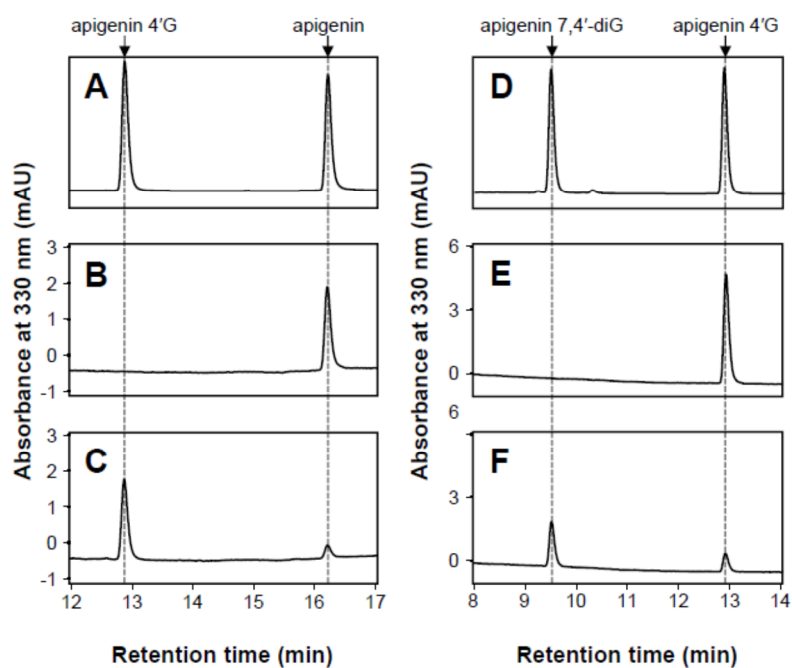 apigenin 4'G apigenin apigenin 7,4'-diG apigenin 4'G
A D
Absorbance at 330 nm (mAU) Absorbance at 330 nm (mAU)
3 6
B E
2
3
1
0 0
-1
6
3
C F
2
3
1
0 0
-1
12 13 14 15 16 17 8 9 10 11 12 13 14
Retention time (min) Retention time (min)